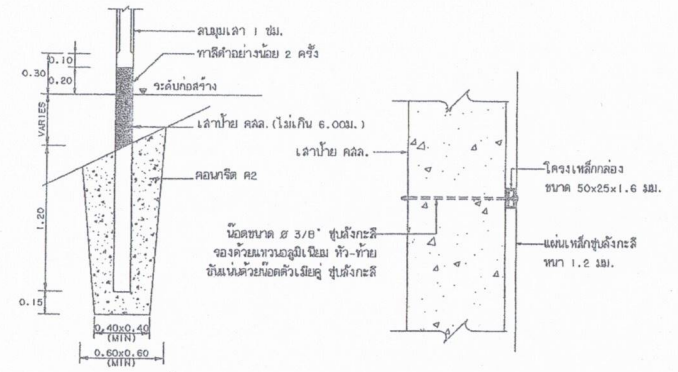 ลบมุมเสา 1 ซม.
ทาสีดำอย่างน้อย 2 ครั้ง
ระดับก่อสร้าง
0.10
0.30
0.20
VARIES
เสาป้าย คสล.(ไม่เกิน 6.00ม.)
คอนกรีต ค2
1.20
0.15
0.40x0.40
(MIN)
0.60x0.60
(MIN)
เสาป้าย คสล.
น๊อตขนาด ø 3/8" ชุบสังกะสี
รองด้วยแหวนอลูมิเนียม หัว-ท้าย
ขันแน่นด้วยน๊อตตัวเมียคู่ ชุบสังกะสี
โครงเหล็กกล่อง
ขนาด 50x25x1.6 มม.
แผ่นเหล็กชุบสังกะสี
หนา 1.2 มม.